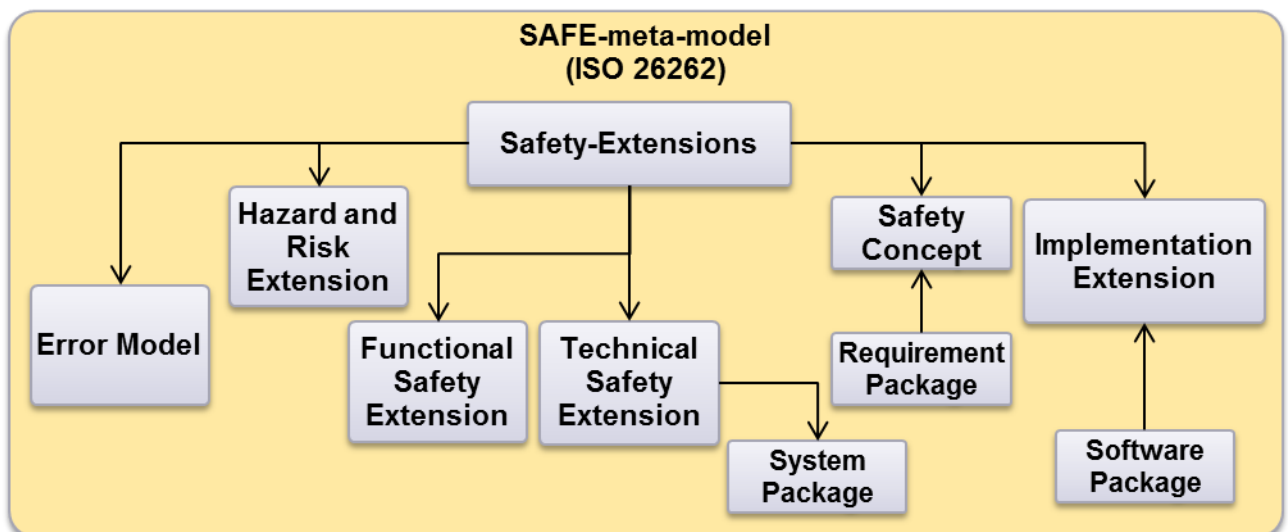 SAFE-meta-model
(ISO 26262)
Safety-Extensions
Error Model
Hazard and
Risk
Extension
Functional
Safety
Extension
Technical
Safety
Extension
System
Package
Safety
Concept
Requirement
Package
Implementation
Extension
Software
Package